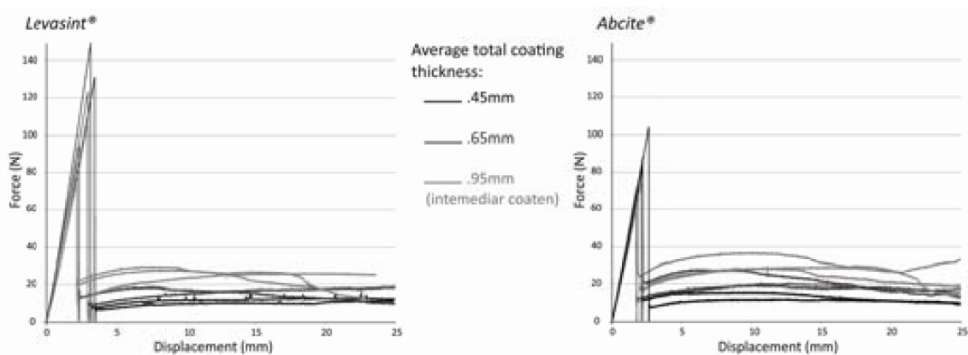 Levasint®
Force (N)
140
120
100
80
60
40
20
0
0
5
10
15
20
25
Displacement (mm)
Average total coating
thickness:
.45mm
.65mm
.95mm
(intemediar coaten)
Abcite®
Force (N)
140
120
100
80
60
40
20
0
0
5
10
15
20
25
Displacement (mm)